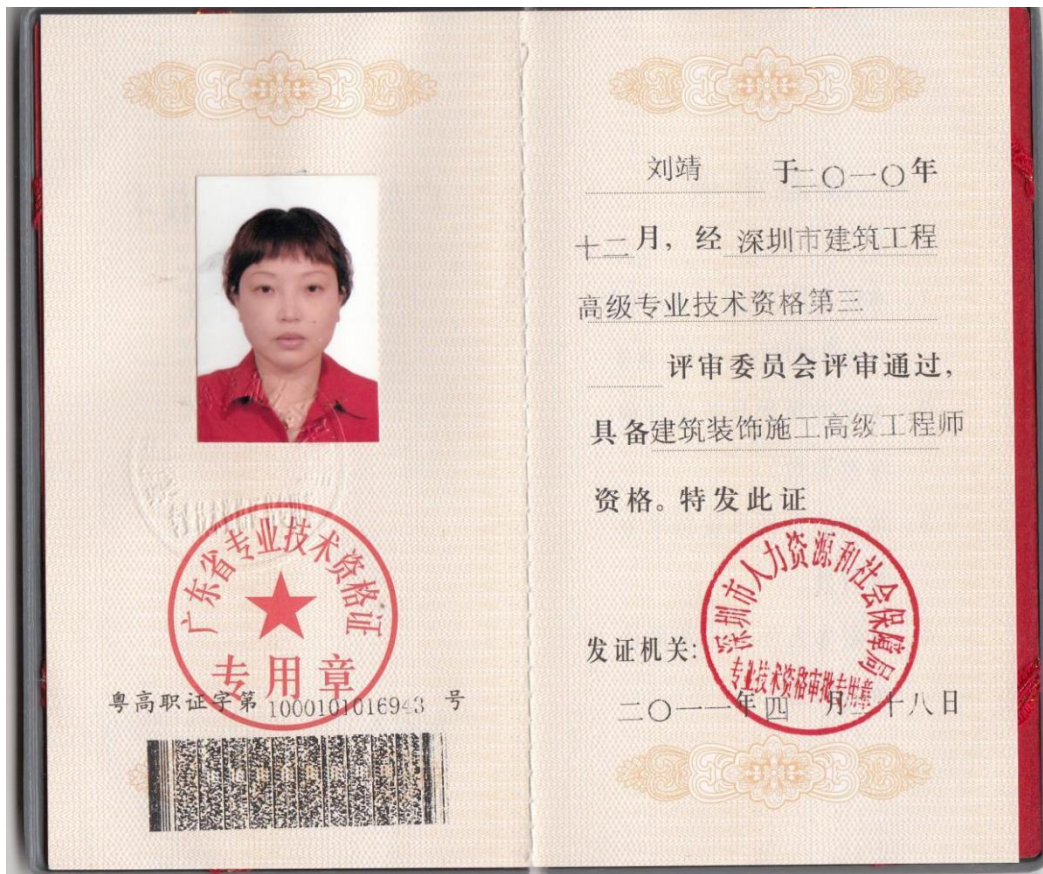 广东省专业技术资格证
专用章
粤高职证字第 1000101016943 号
刘靖 于二〇一〇年
十二月，经 深圳市建筑工程
高级专业技术资格第三
评审委员会评审通过，
具备建筑装饰施工高级工程师
资格。特发此证
深圳市人力资源和社会保障局
专业技术资格审批专用章
发证机关：
二〇一一年四月二十八日